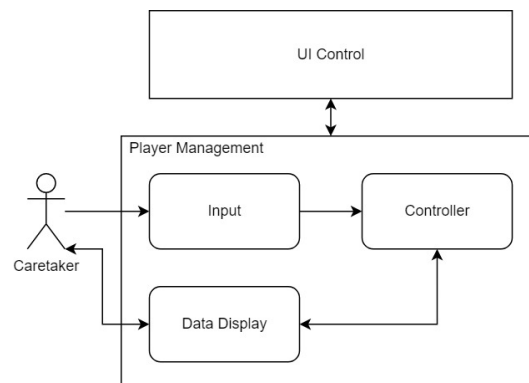 UI Control
Player Management
Input
Controller
Caretaker
Data Display